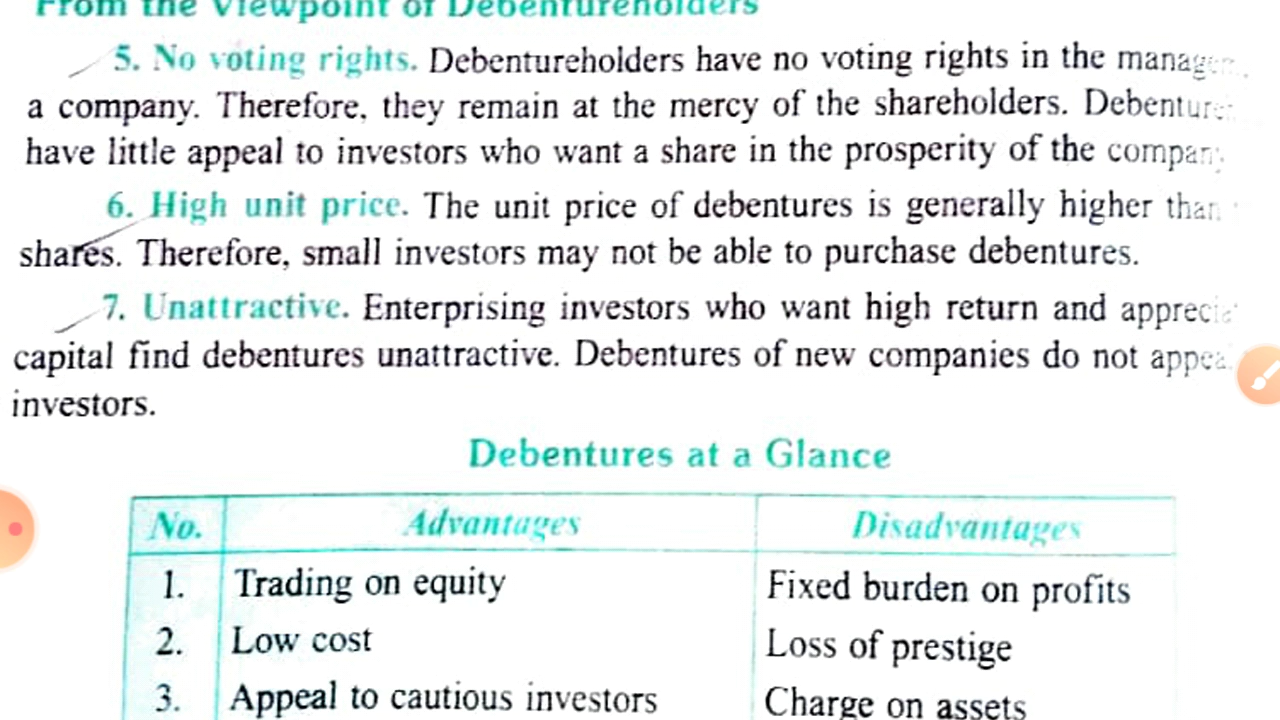 From the Viewpoint of Debentureholders
5. No voting rights. Debentureholders have no voting rights in the
a company. Therefore, they remain at the mercy of the shareholders.
have little appeal to investors who want a share in the prosperity of the company
6. High unit price. The unit price of debentures is generally higher than
shares. Therefore, small investors may not be able to purchase debentures.
7. Unattractive. Enterprising investors who want high return and
capital find debentures unattractive. Debentures of new companies do not appeal
investors.
Debentures at a Glance
No. Advantages Disadvantages
1. Trading on equity Fixed burden on profits
2. Low cost Loss of prestige
3. Appeal to cautious investors Charge on assets